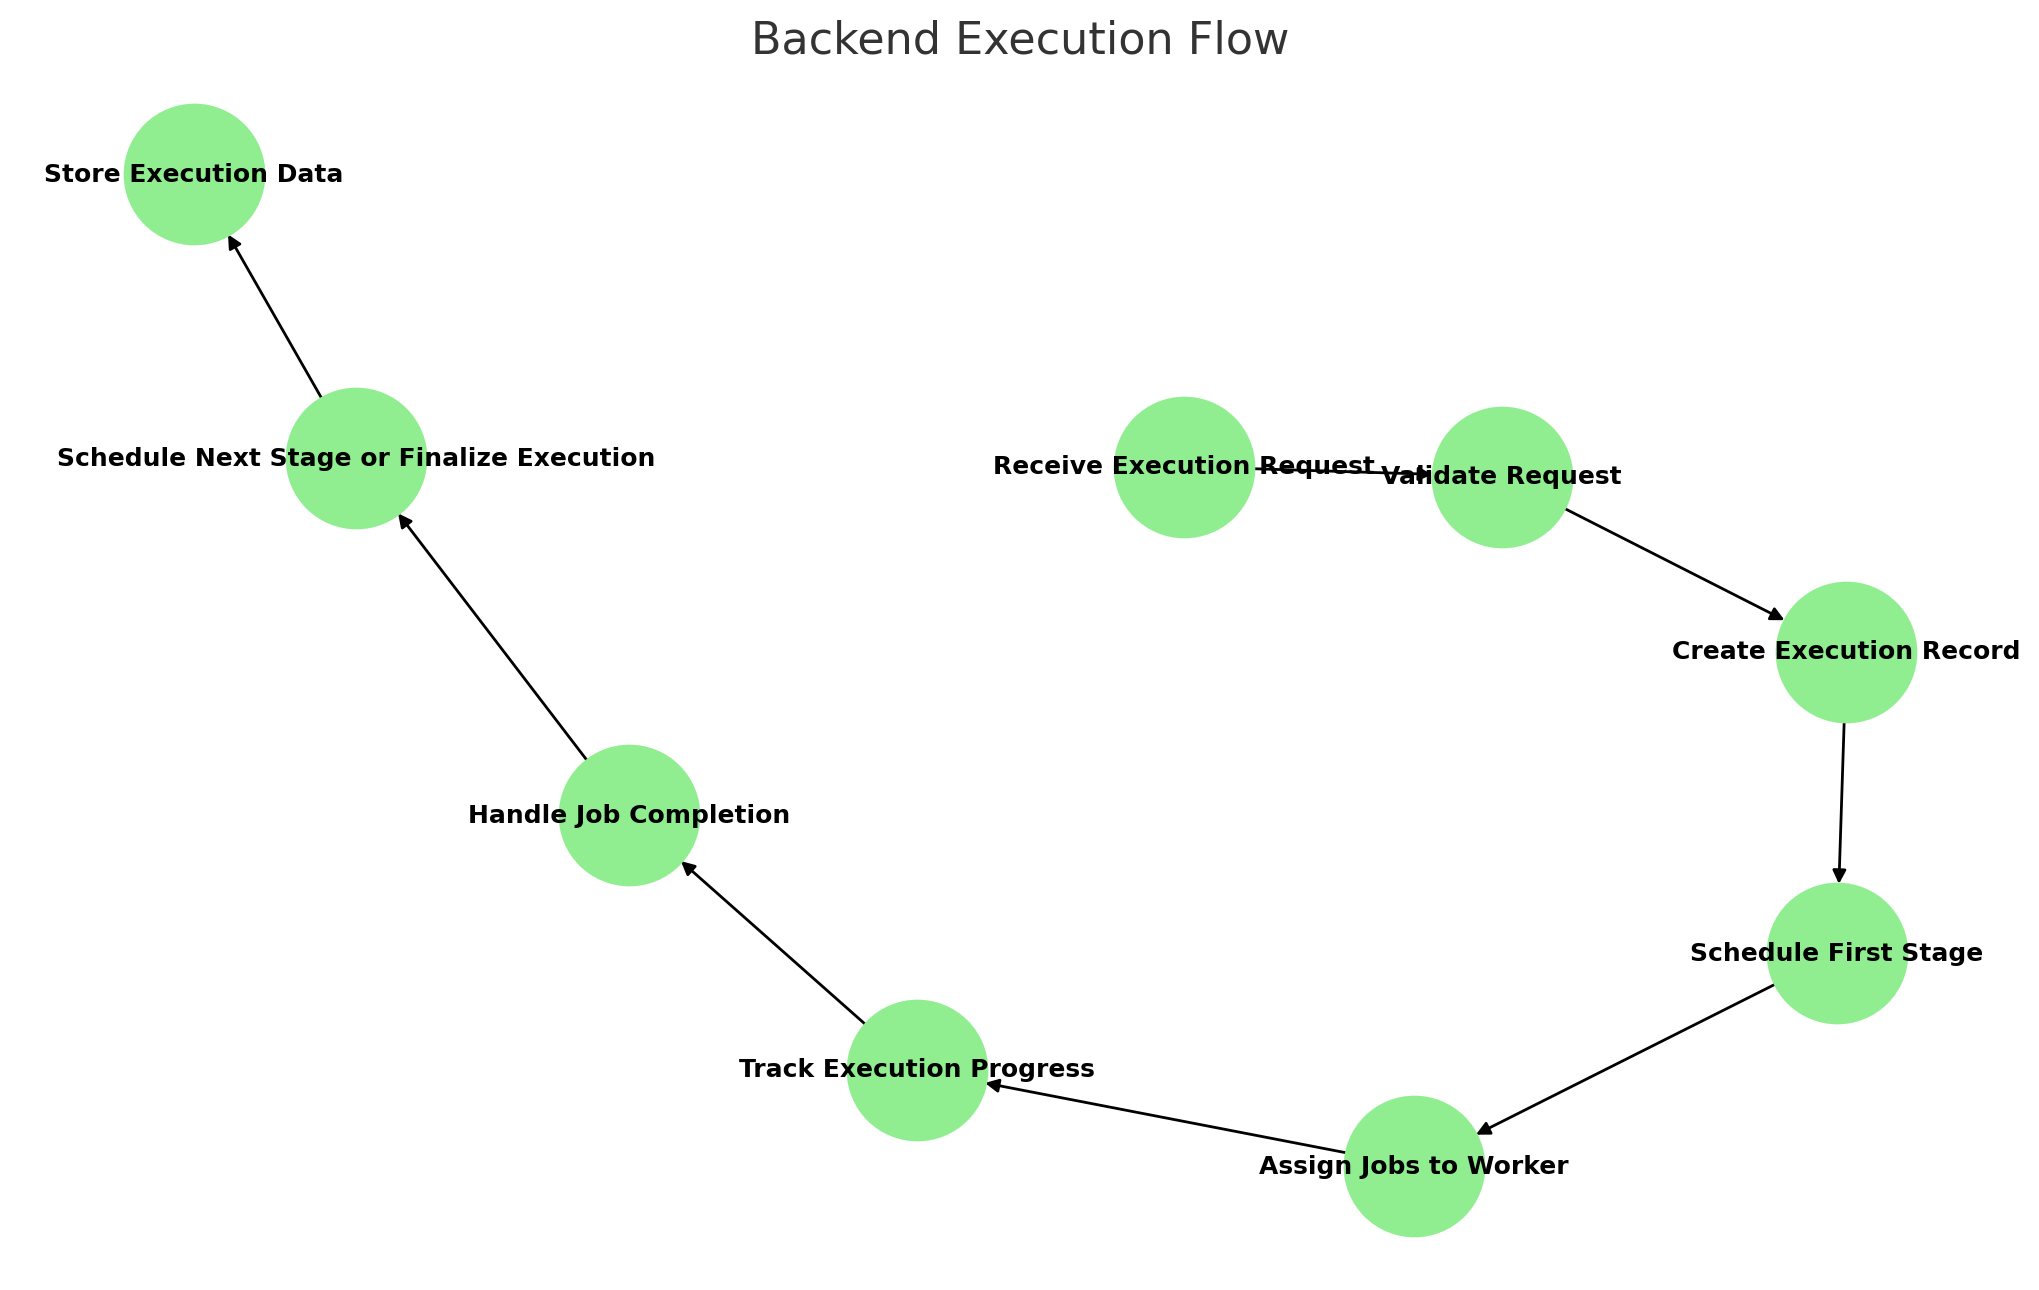 Backend Execution Flow
Store Execution Data
Schedule Next Stage or Finalize Execution
Receive Execution Request
Validate Request
Create Execution Record
Handle Job Completion
Schedule First Stage
Track Execution Progress
Assign Jobs to Worker